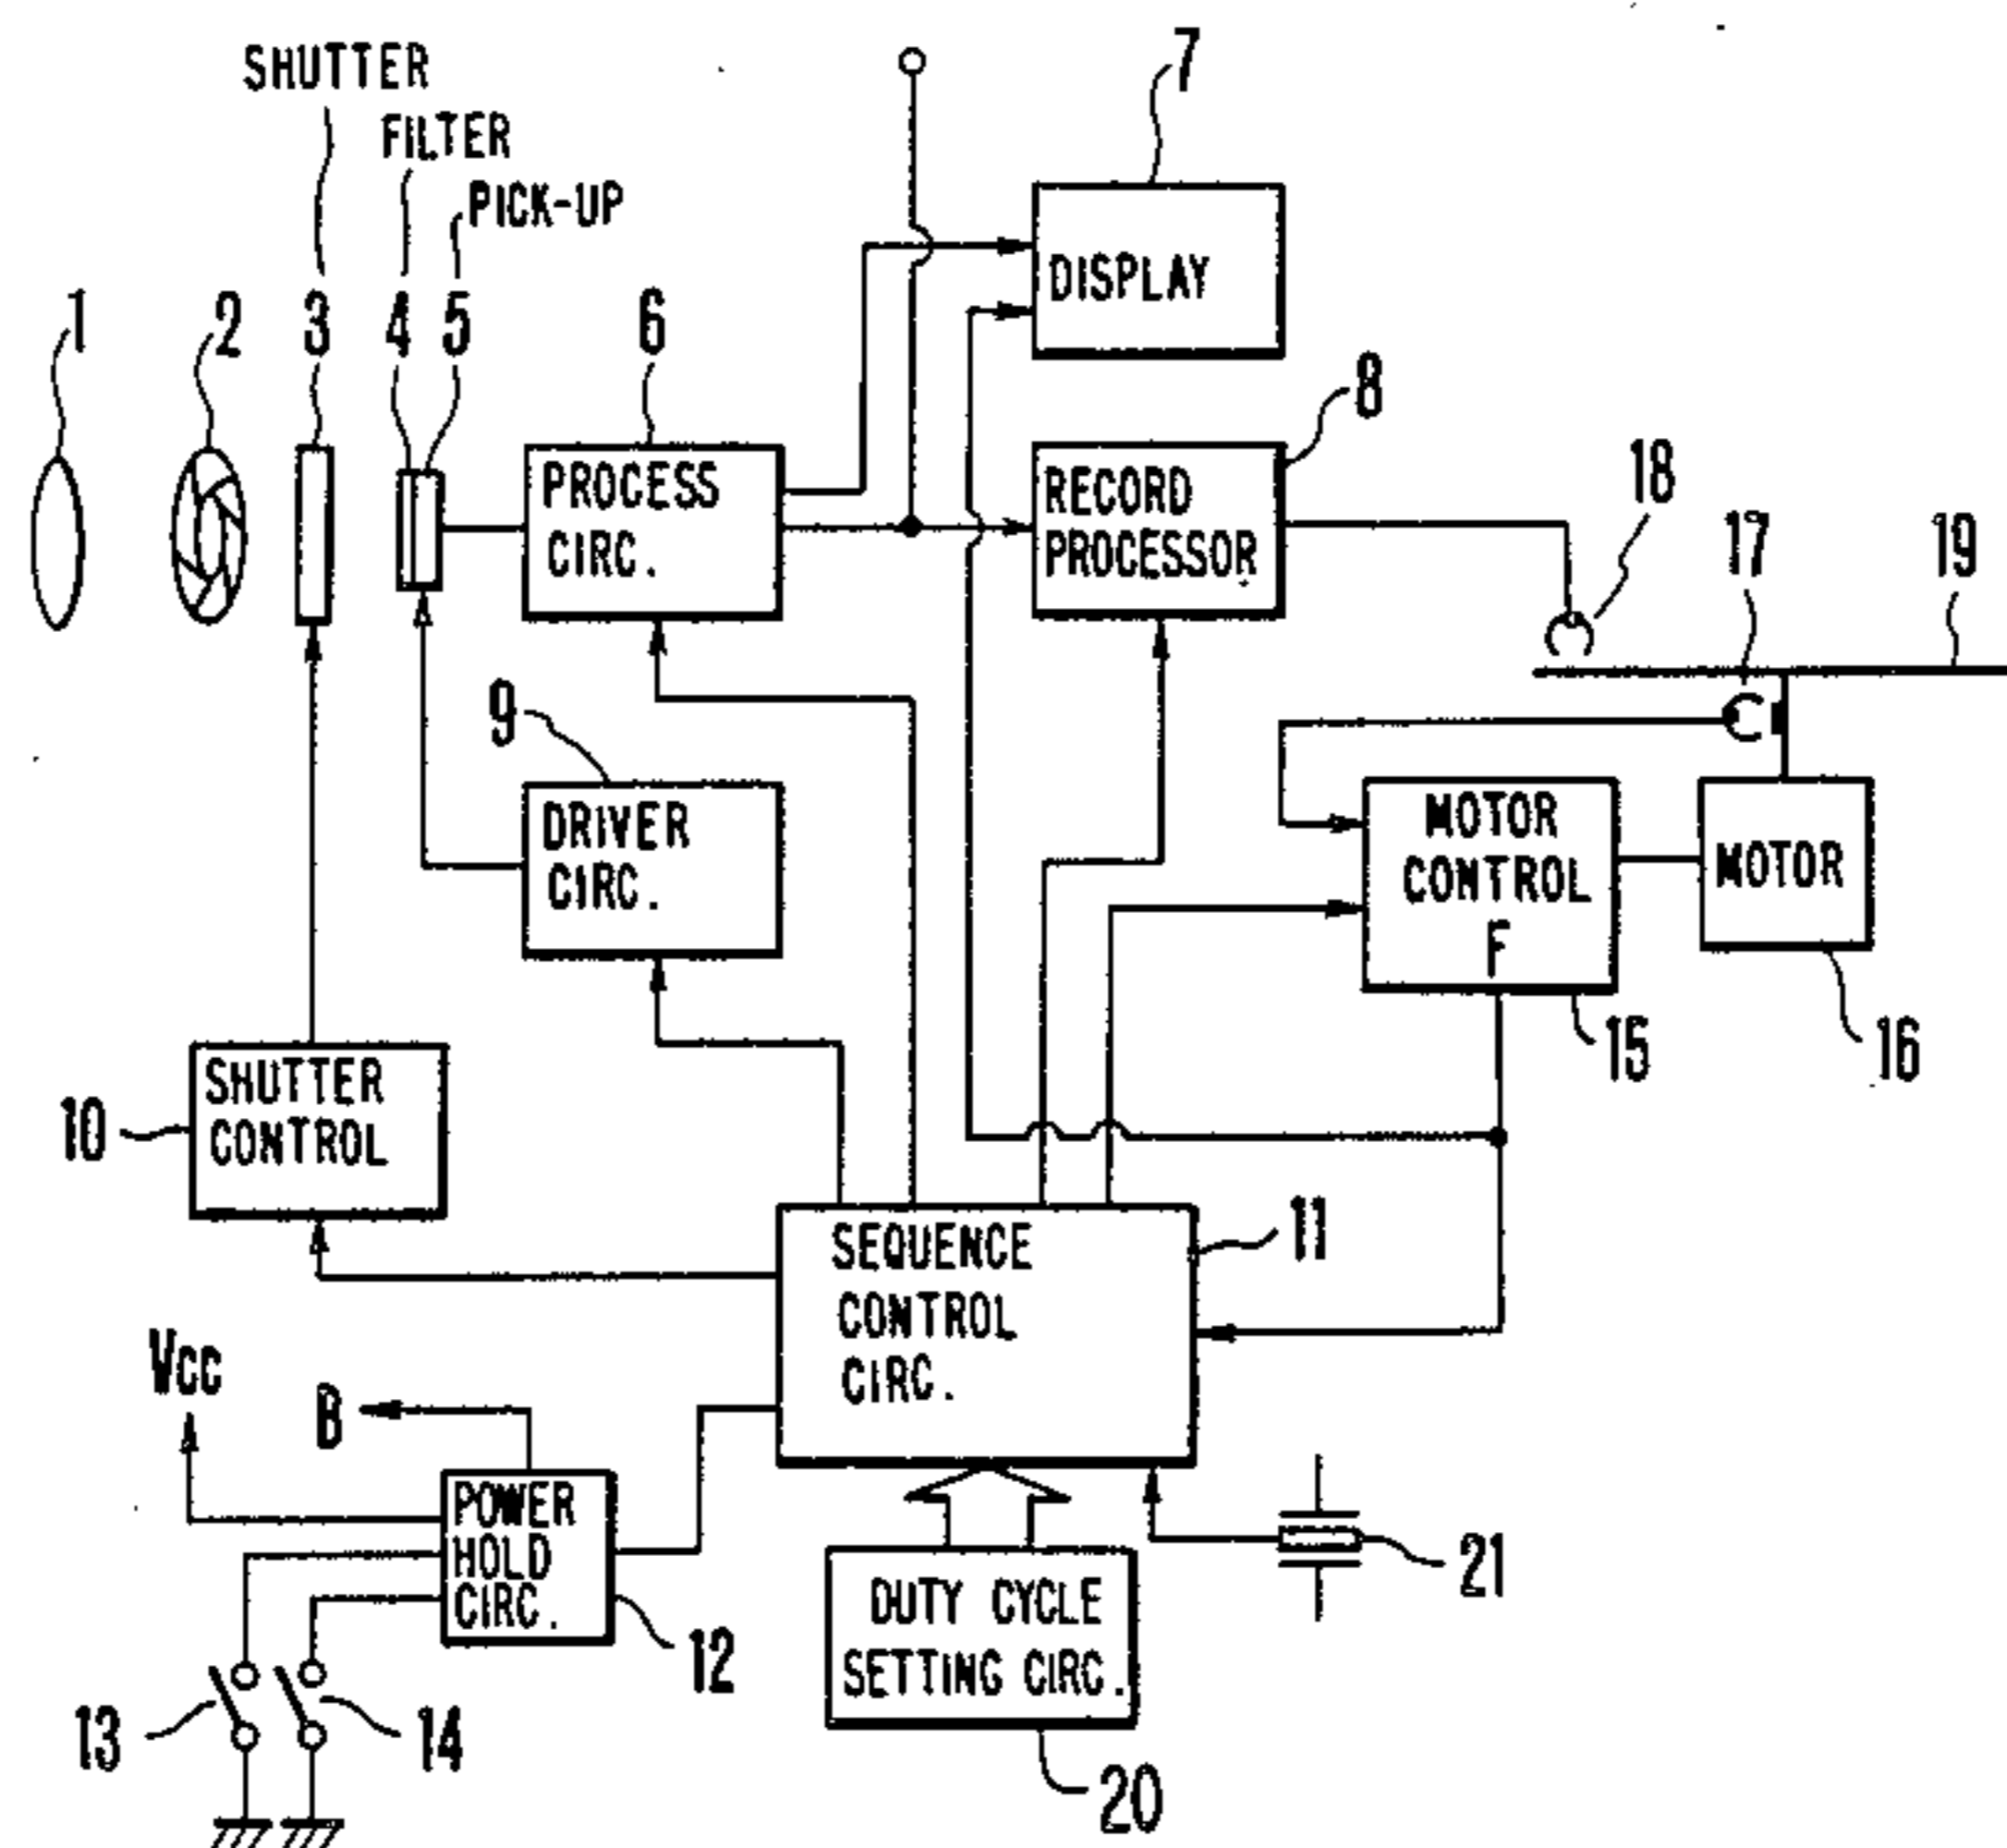 SHUTTER
FILTER
PICK-UP
7
1
2
3
4
5
6
DISPLAY
8
PROCESS
CIRC.
RECORD
PROCESSOR
18
17
19
9
DRIVER
CIRC.
MOTOR
CONTROL
F
MOTOR
15
16
10
SHUTTER
CONTROL
11
SEQUENCE
CONTROL
CIRC.
VCC
B
POWER
HOLD
CIRC.
12
13
14
DUTY CYCLE
SETTING CIRC.
20
21